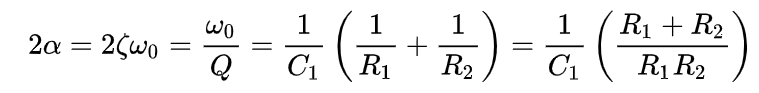 2α = 2ζω₀ = ω₀/Q = 1/C₁ (1/R₁ + 1/R₂) = 1/C₁ ((R₁ + R₂)/(R₁R₂))